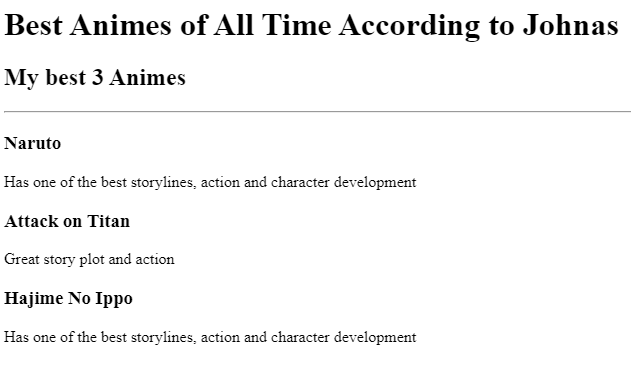 Best Animes of All Time According to Johnas
My best 3 Animes
Naruto
Has one of the best storylines, action and character development
Attack on Titan
Great story plot and action
Hajime No Ippo
Has one of the best storylines, action and character development